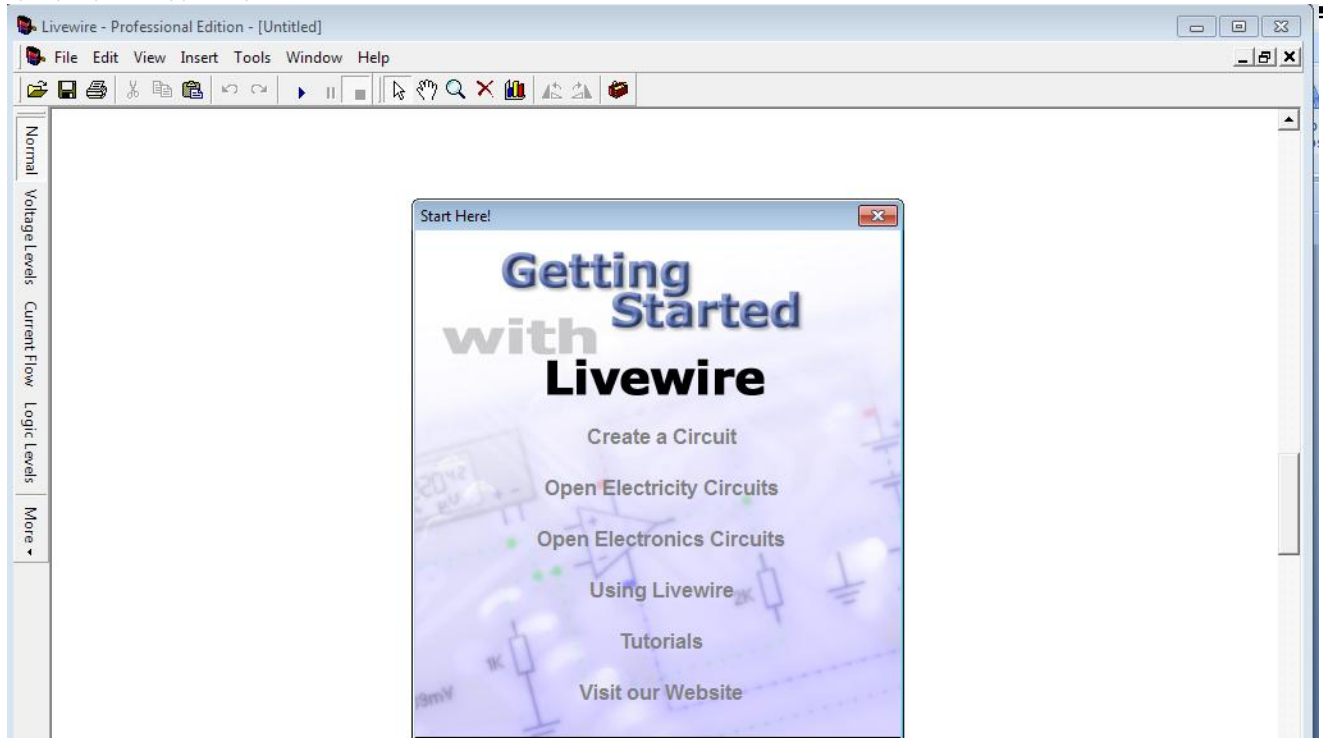 Livewire - Professional Edition - [Untitled]
File Edit View Insert Tools Window Help
Normal
Voltage Levels
Current Flow
Logic Levels
More
Start Here!
Getting
Started
with
Livewire
Create a Circuit
Open Electricity Circuits
Open Electronics Circuits
Using Livewire
2K
Tutorials
1K
Visit our Website